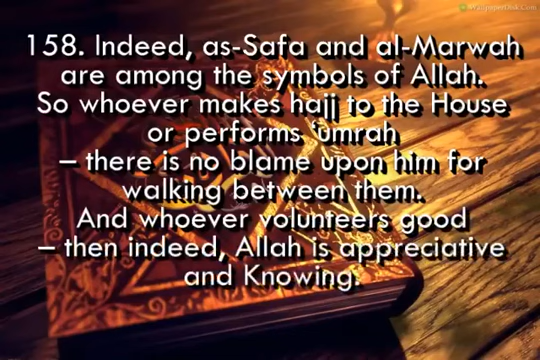 WallpapersDisk.Com
158. Indeed, as-Safa and al-Marwah
are among the symbols of Allah.
So whoever makes hajj to the House
or performs ‘umrah
– there is no blame upon him for
walking between them.
And whoever volunteers good
– then indeed, Allah is appreciative
and Knowing.